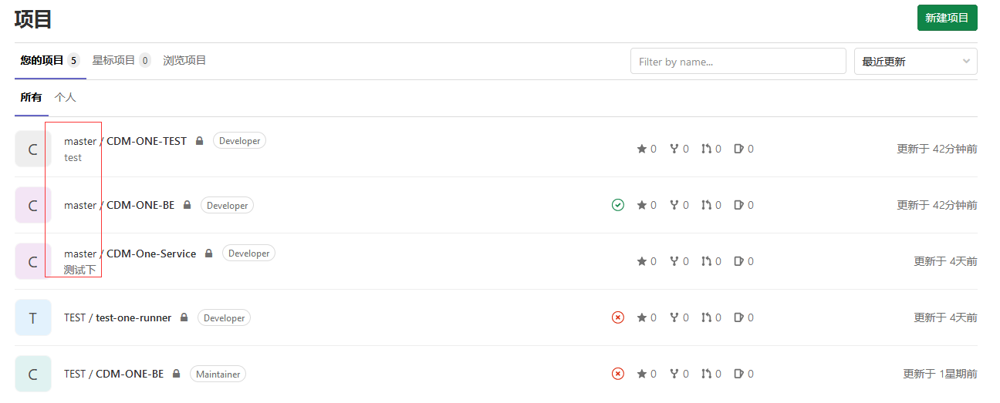 项目
新建项目
您的项目 5 星标项目 0 浏览项目 Filter by name... 最近更新
所有 个人
C master / CDM-ONE-TEST Developer 0 0 0 0 更新于 42分钟前
test
C master / CDM-ONE-BE Developer 0 0 0 0 更新于 42分钟前
C master / CDM-One-Service Developer 0 0 0 0 更新于 4天前
测试下
T TEST / test-one-runner Developer 0 0 0 0 更新于 4天前
C TEST / CDM-ONE-BE Maintainer 0 0 0 0 更新于 1星期前